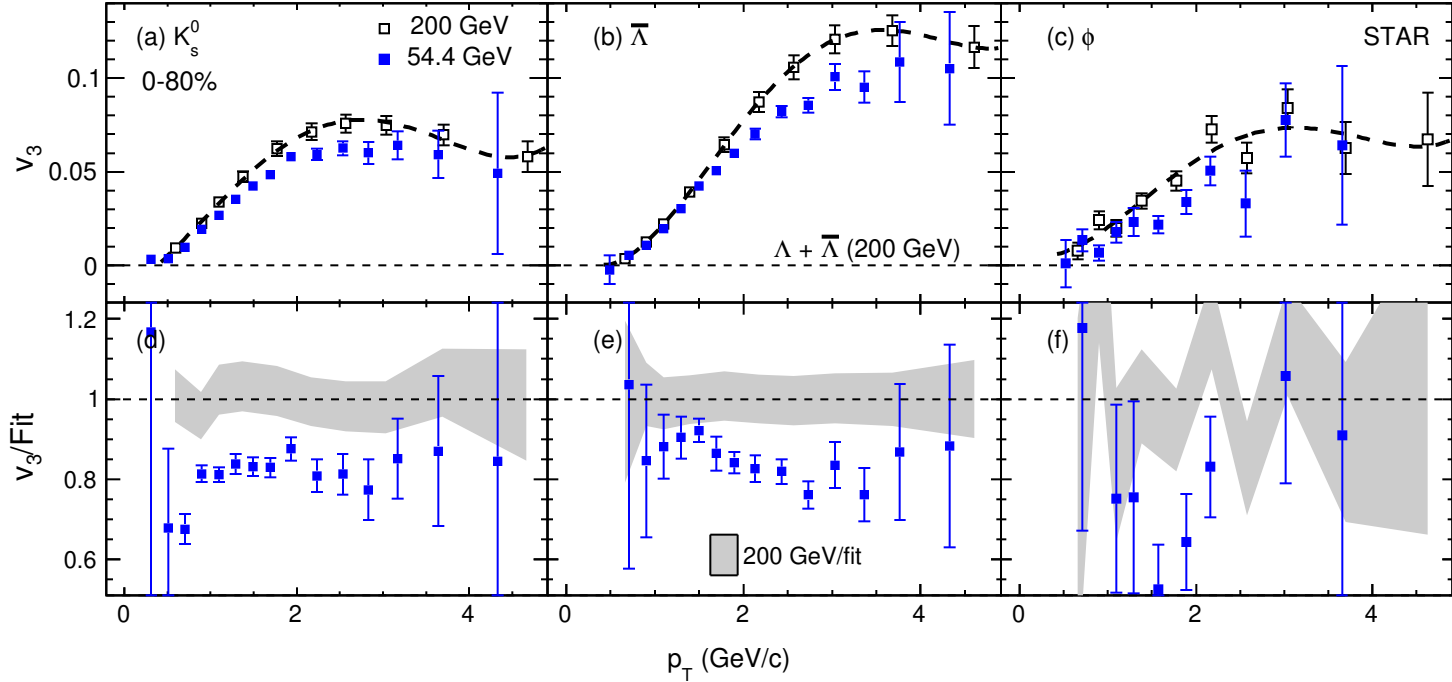 (a) K⁰ₛ
0-80%
200 GeV
54.4 GeV
(b) Λ̅
Λ + Λ̅ (200 GeV)
(c) ϕ
STAR
v₃
0.1
0.05
0
(d)
(e)
(f)
200 GeV/fit
v₃/Fit
1.2
1
0.8
0.6
0 2 4 0 2 4 0 2 4
p_T (GeV/c)